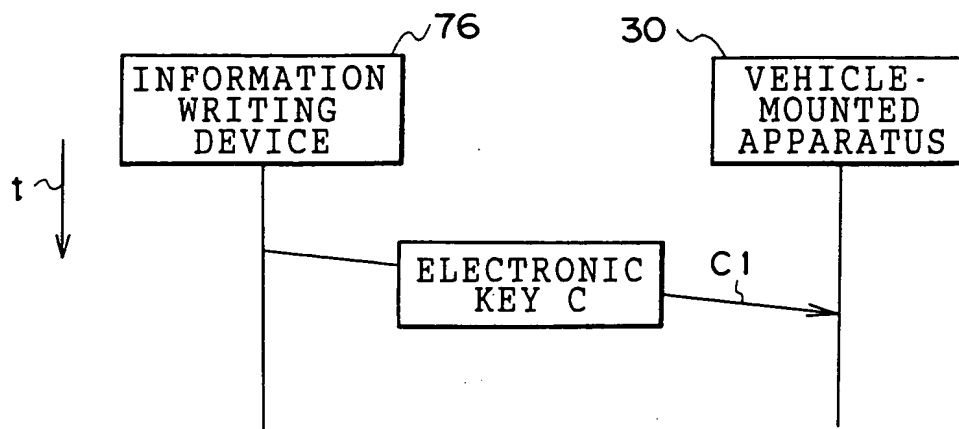 76
30
INFORMATION
WRITING
DEVICE
VEHICLE-
MOUNTED
APPARATUS
t
ELECTRONIC
KEY C
C1